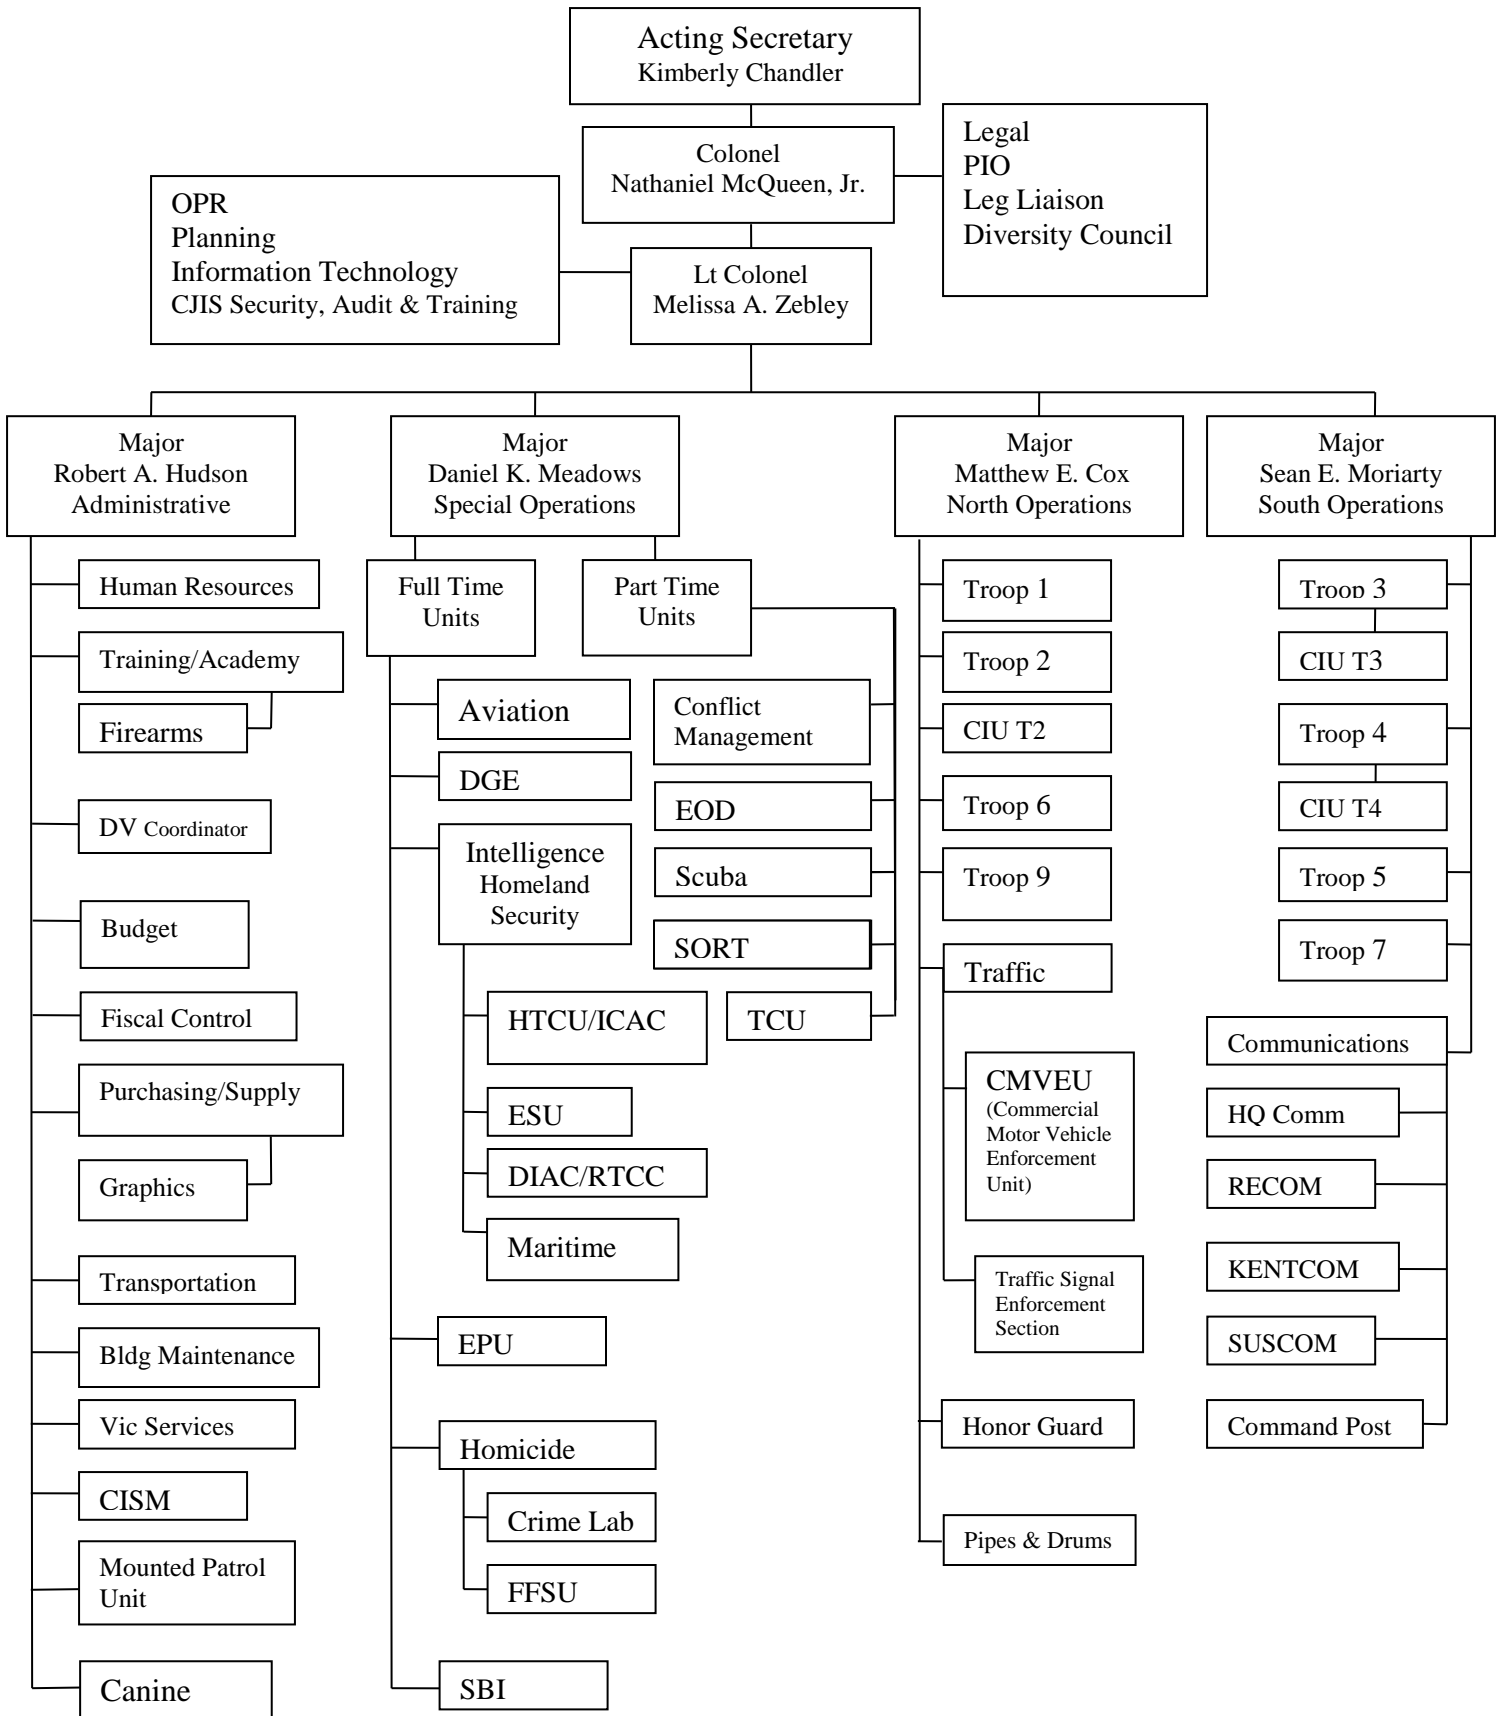 Acting Secretary
Kimberly Chandler
Colonel
Nathaniel McQueen, Jr.
Legal
PIO
Leg Liaison
Diversity Council
OPR
Planning
Information Technology
CJIS Security, Audit & Training
Lt Colonel
Melissa A. Zebley
Major
Robert A. Hudson
Administrative
Major
Daniel K. Meadows
Special Operations
Major
Matthew E. Cox
North Operations
Major
Sean E. Moriarty
South Operations
Human Resources
Training/Academy
Firearms
DV Coordinator
Budget
Fiscal Control
Purchasing/Supply
Graphics
Transportation
Bldg Maintenance
Vic Services
CISM
Mounted Patrol
Unit
Canine
Full Time
Units
Aviation
DGE
Intelligence
Homeland
Security
HTCU/ICAC
ESU
DIAC/RTCC
Maritime
EPU
Homicide
Crime Lab
FFSU
SBI
Part Time
Units
Conflict
Management
EOD
Scuba
SORT
TCU
Troop 1
Troop 2
CIU T2
Troop 6
Troop 9
Traffic
CMVEU
(Commercial
Motor Vehicle
Enforcement
Unit)
Traffic Signal
Enforcement
Section
Honor Guard
Pipes & Drums
Troop 3
CIU T3
Troop 4
CIU T4
Troop 5
Troop 7
Communications
HQ Comm
RECOM
KENTCOM
SUSCOM
Command Post